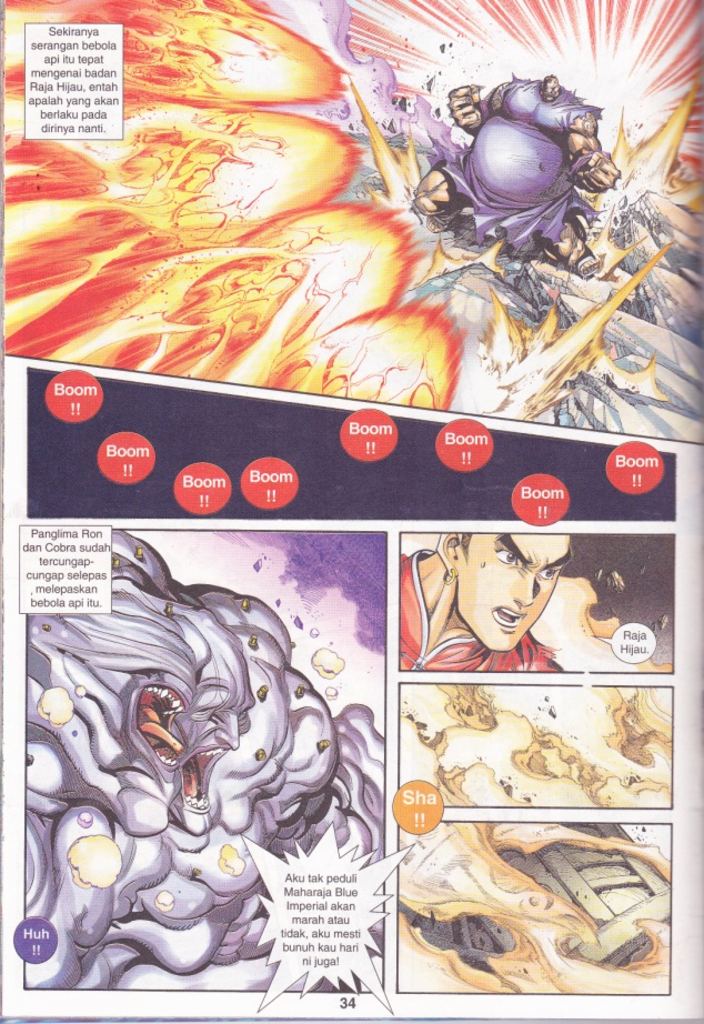 Sekiranya
serangan bebola
api itu tepat
mengenai badan
Raja Hijau, entah
apalah yang akan
berlaku pada
dirinya nanti.
Boom
!!
Boom
!!
Boom
!!
Boom
!!
Boom
!!
Boom
!!
Boom
!!
Boom
!!
Panglima Ron
dan Cobra sudah
tercungap-
cungap selepas
, melepaskan
bebola api itu.
Raja
Hijau.
Sha
!!
Huh
!!
Aku tak peduli
Maharaja Blue
Imperial akan
marah atau
tidak, aku mesti
bunuh kau hari
ni juga!
34